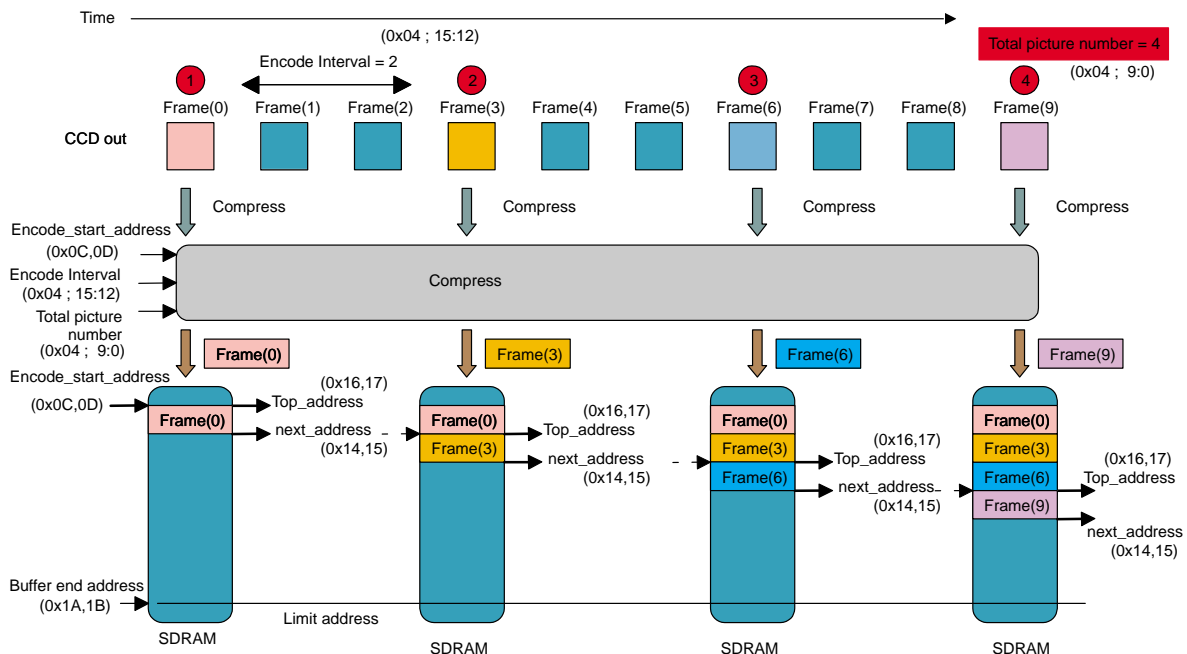 Time
(0x04 ; 15:12)
Total picture number = 4
(0x04 ; 9:0)
Encode Interval = 2
1
2
3
4
Frame(0)
Frame(1)
Frame(2)
Frame(3)
Frame(4)
Frame(5)
Frame(6)
Frame(7)
Frame(8)
Frame(9)
CCD out
Compress
Compress
Compress
Compress
Encode_start_address
(0x0C,0D)
Encode Interval
(0x04 ; 15:12)
Total picture
number
(0x04 ; 9:0)
Compress
Frame(0)
Frame(3)
Frame(6)
Frame(9)
Encode_start_address
(0x0C,0D)
Frame(0)
(0x16,17)
Top_address
next_address
(0x14,15)
Frame(0)
Frame(3)
(0x16,17)
Top_address
next_address
(0x14,15)
Frame(0)
Frame(3)
Frame(6)
(0x16,17)
Top_address
next_address
(0x14,15)
Frame(0)
Frame(3)
Frame(6)
Frame(9)
(0x16,17)
Top_address
next_address
(0x14,15)
Buffer end address
(0x1A,1B)
Limit address
SDRAM
SDRAM
SDRAM
SDRAM